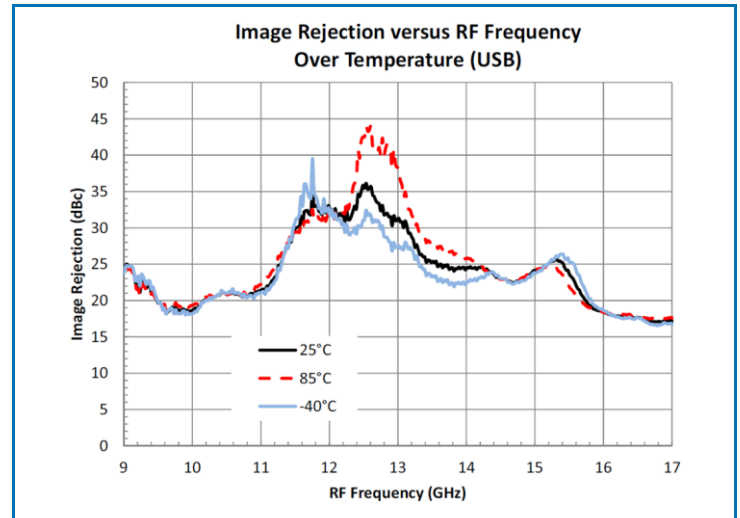 Image Rejection versus RF Frequency
Over Temperature (USB)
50
45
40
35
30
25
20
15
10
5
0
Image Rejection (dBc)
25°C
85°C
-40°C
9 10 11 12 13 14 15 16 17
RF Frequency (GHz)